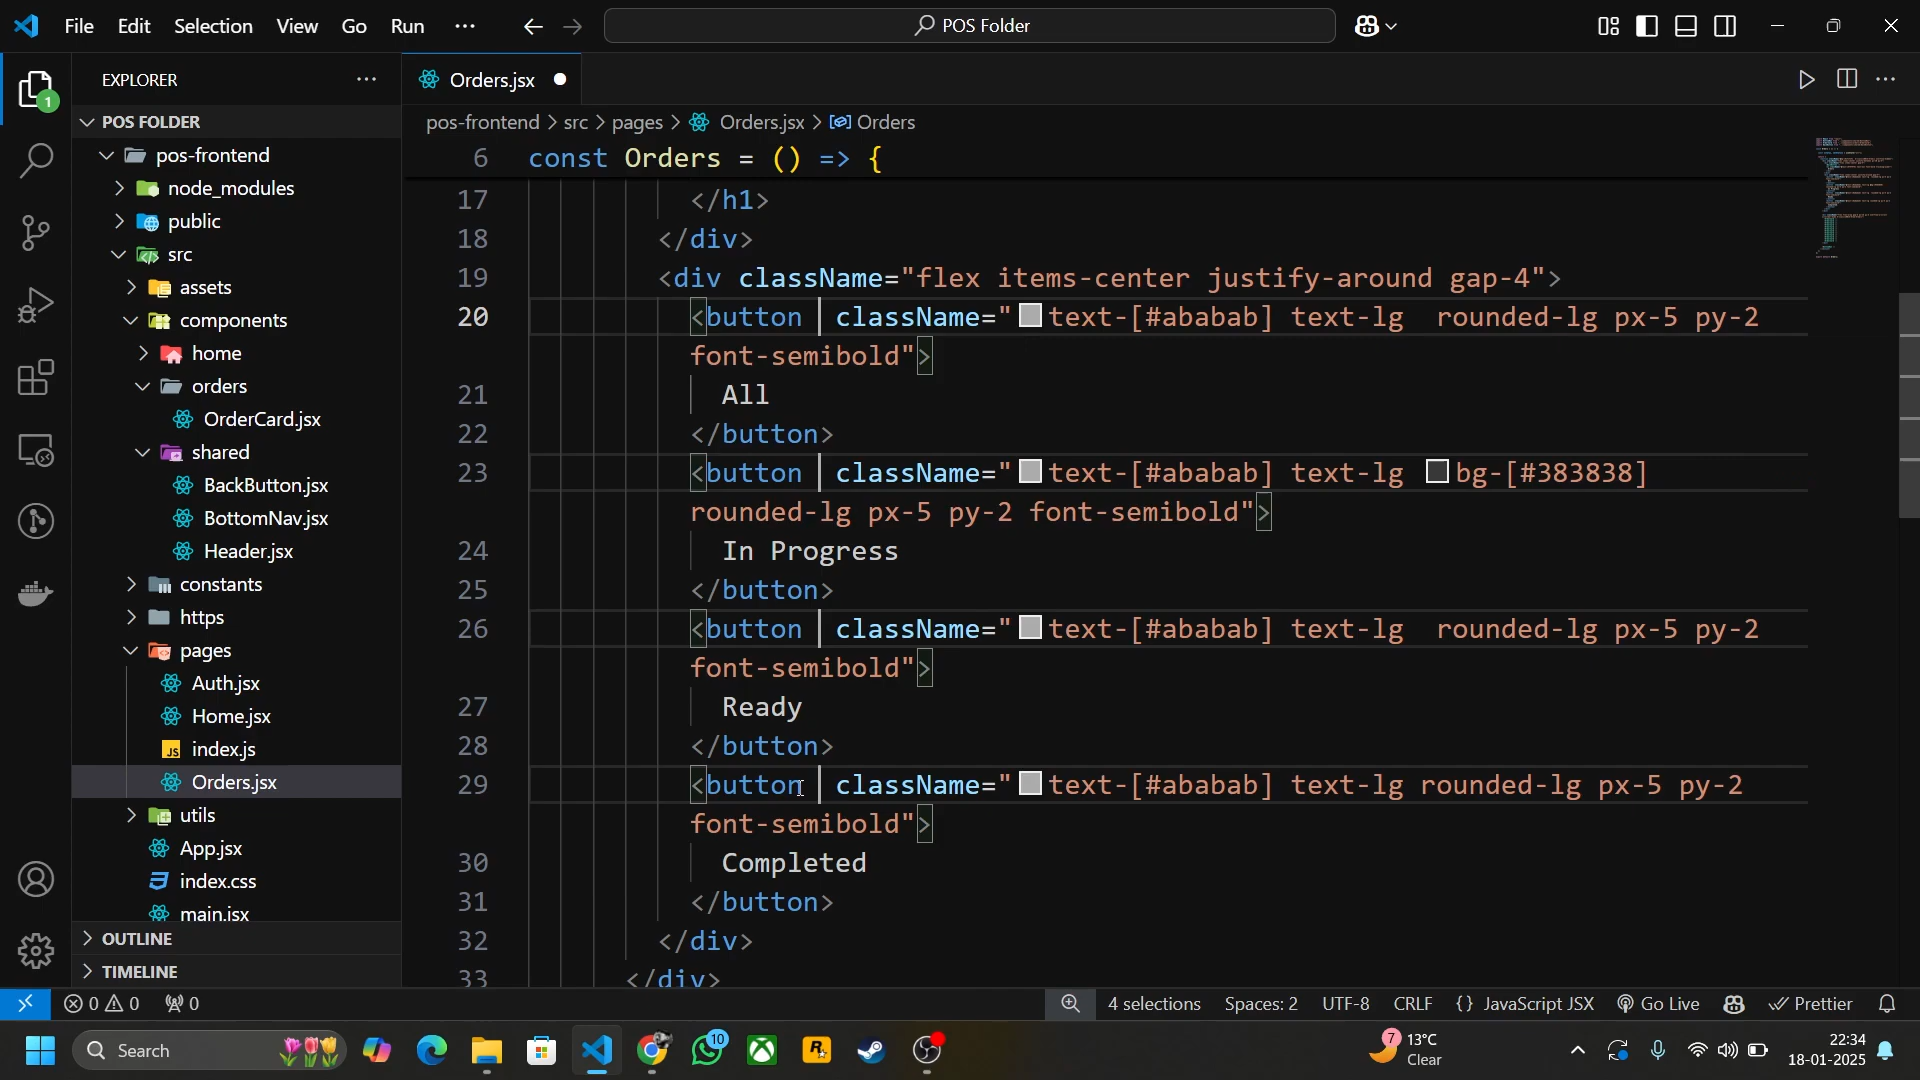 File Edit Selection View Go Run ··· POS Folder
EXPLORER ··· Orders.jsx
POS FOLDER
pos-frontend
node_modules
public
src
assets
components
home
orders
OrderCard.jsx
shared
BackButton.jsx
BottomNav.jsx
Header.jsx
constants
https
pages
Auth.jsx
Home.jsx
JS index.js
Orders.jsx
utils
App.jsx
index.css
main.jsx
OUTLINE
TIMELINE
1
pos-frontend > src > pages > Orders.jsx > Orders
6 const Orders = () => {
17 </h1>
18 </div>
19 <div className="flex items-center justify-around gap-4">
20 <button  className="text-[#ababab] text-lg  rounded-lg px-5 py-2
font-semibold">
21 All
22 </button>
23 <button  className="text-[#ababab] text-lg bg-[#383838]
rounded-lg px-5 py-2 font-semibold">
24 In Progress
25 </button>
26 <button  className="text-[#ababab] text-lg  rounded-lg px-5 py-2
font-semibold">
27 Ready
28 </button>
29 <button  className="text-[#ababab] text-lg rounded-lg px-5 py-2
font-semibold">
30 Completed
31 </button>
32 </div>
33 </div>
0 0 0 4 selections Spaces: 2 UTF-8 CRLF {} JavaScript JSX Go Live Prettier
Search 10 R 7 13°C 22:34
Clear 18-01-2025